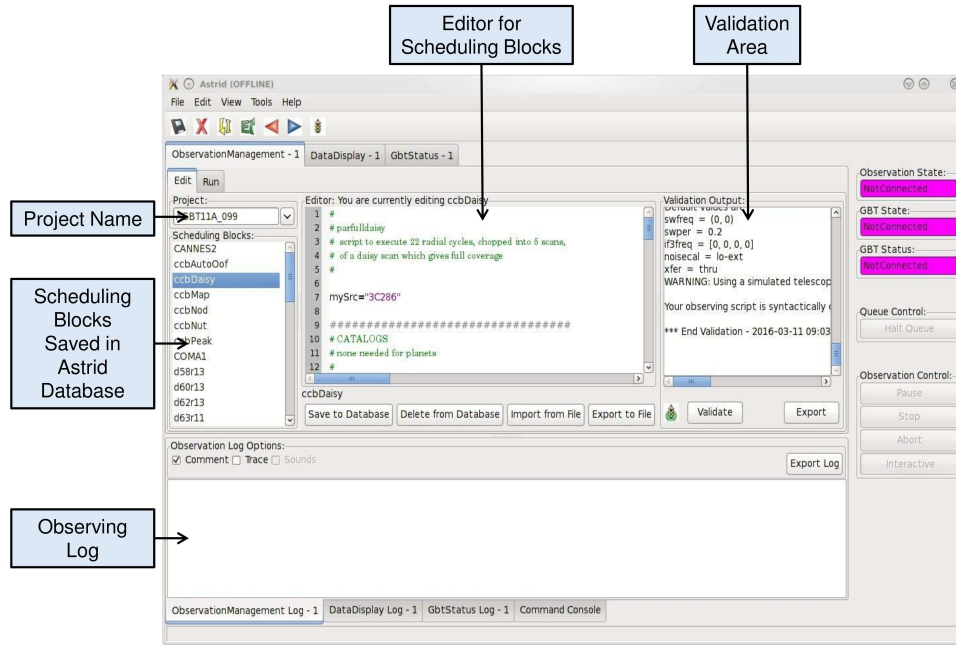 Editor for
Scheduling Blocks
Validation
Area
Astrid (OFFLINE)
File Edit View Tools Help
ObservationManagement - 1 DataDisplay - 1 GbtStatus - 1
Edit Run
Project:
Project Name
Scheduling Blocks:
CANNES2
ccbAutoOof
ccbDaisy
ccbMap
ccbNod
ccbNut
COMA1
d58r13
d60r13
d62r13
d63r11
Scheduling
Blocks
Saved in
Astrid
Database
Editor: You are currently editing ccbDaisy
1 #
2 # parfulldaisy
3 # script to execute 22 radial cycles, chopped into 5 scans,
4 # of a daisy scan which gives full coverage
5 #
6
7 mySrc="3C286"
8
9 #################################
10 # CATALOGS
11 # none needed for planets
12 #
ccbDaisy
Save to Database Delete from Database Import from File Export to File
Validation Output:
swfreq = (0, 0)
swper = 0.2
if3freq = [0, 0, 0, 0]
noisecal = lo-ext
xfer = thru
WARNING: Using a simulated telescop
Your observing script is syntactically
*** End Validation - 2016-03-11 09:03
Validate Export
Observation State:
NotConnected
GBT State:
NotConnected
GBT Status:
NotConnected
Queue Control:
Halt Queue
Observation Control:
Pause
Stop
Abort
Interactive
Observation Log Options:
Comment Trace Sounds
Export Log
Observing
Log
ObservationManagement Log - 1 DataDisplay Log - 1 GbtStatus Log - 1 Command Console